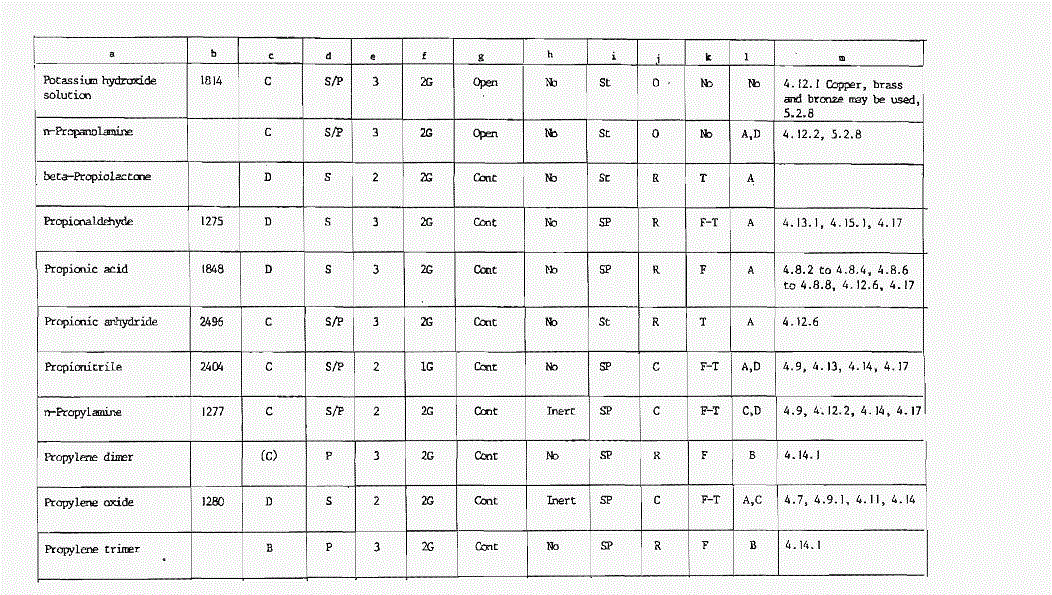 a b c d e f g h i j k l m
Potassium hydroxide 1814 C S/P 3 2G Open No St O No No 4.12.1 Copper, brass
solution and bronze may be used,
5.2.8
n-Propanolamine C S/P 3 2G Open No St O No A,D 4.12.2, 5.2.8
beta-Propiolactone D S 2 2G Cont No St R T A
Propionaldehyde 1275 D S 3 2G Cont No SP R F-T A 4.13.1, 4.15.1, 4.17
Propionic acid 1848 D S 3 2G Cont No SP R F A 4.8.2 to 4.8.4, 4.8.6
to 4.8.8, 4.12.6, 4.17
Propionic anhydride 2496 C S/P 3 2G Cont No St R T A 4.12.6
Propionitrile 2404 C S/P 2 1G Cont No SP C F-T A,D 4.9, 4.13, 4.14, 4.17
n-Propylamine 1277 C S/P 2 2G Cont Inert SP C F-T C,D 4.9, 4.12.2, 4.14, 4.17
Propylene dimer (C) P 3 2G Cont No SP R F B 4.14.1
Propylene oxide 1280 D S 2 2G Cont Inert SP C F-T A,C 4.7, 4.9.1, 4.11, 4.14
Propylene trimer B P 3 2G Cont No SP R F B 4.14.1